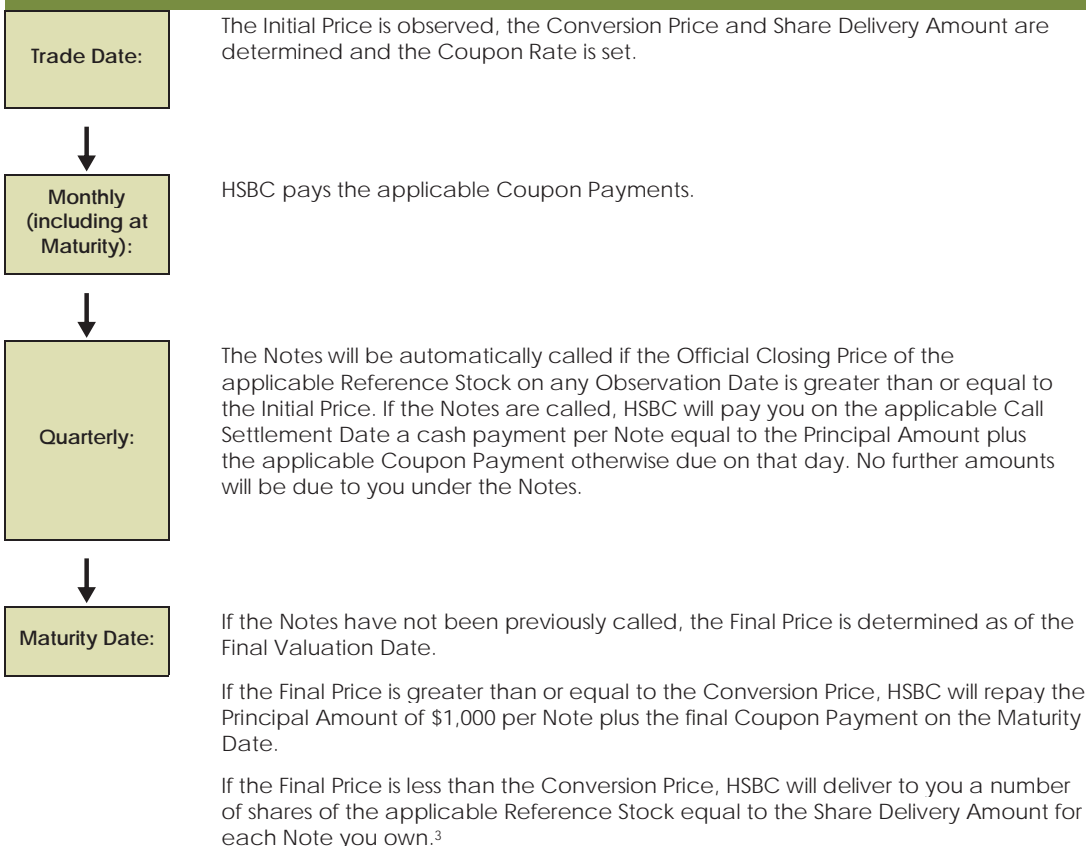 Trade Date:
The Initial Price is observed, the Conversion Price and Share Delivery Amount are
determined and the Coupon Rate is set.
Monthly
(including at
Maturity):
HSBC pays the applicable Coupon Payments.
Quarterly:
The Notes will be automatically called if the Official Closing Price of the
applicable Reference Stock on any Observation Date is greater than or equal to
the Initial Price. If the Notes are called, HSBC will pay you on the applicable Call
Settlement Date a cash payment per Note equal to the Principal Amount plus
the applicable Coupon Payment otherwise due on that day. No further amounts
will be due to you under the Notes.
Maturity Date:
If the Notes have not been previously called, the Final Price is determined as of the
Final Valuation Date.
If the Final Price is greater than or equal to the Conversion Price, HSBC will repay the
Principal Amount of $1,000 per Note plus the final Coupon Payment on the Maturity
Date.
If the Final Price is less than the Conversion Price, HSBC will deliver to you a number
of shares of the applicable Reference Stock equal to the Share Delivery Amount for
each Note you own.³